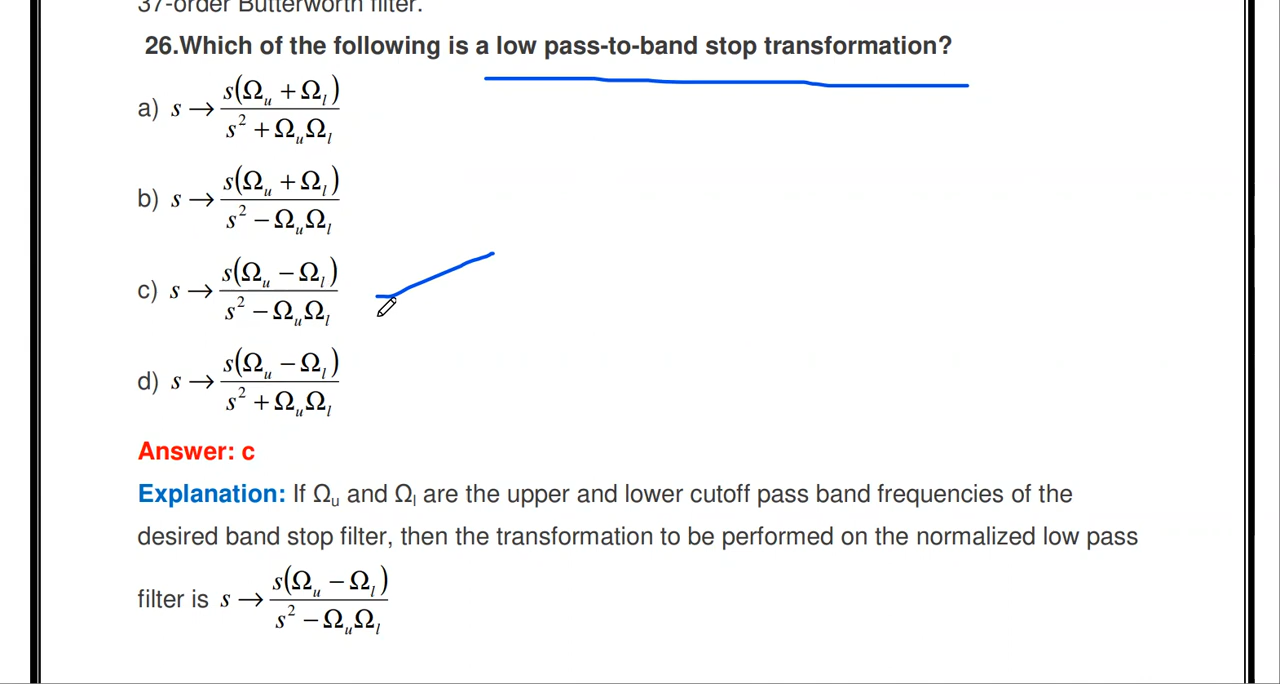 37-order Butterworth filter.
26.Which of the following is a low pass-to-band stop transformation?
a) s → s(Ωu + Ωl) / s² + ΩuΩl
b) s → s(Ωu + Ωl) / s² − ΩuΩl
c) s → s(Ωu − Ωl) / s² − ΩuΩl
d) s → s(Ωu − Ωl) / s² + ΩuΩl
Answer: c
Explanation: If Ωu and Ωl are the upper and lower cutoff pass band frequencies of the
desired band stop filter, then the transformation to be performed on the normalized low pass
filter is s → s(Ωu − Ωl) / s² − ΩuΩl